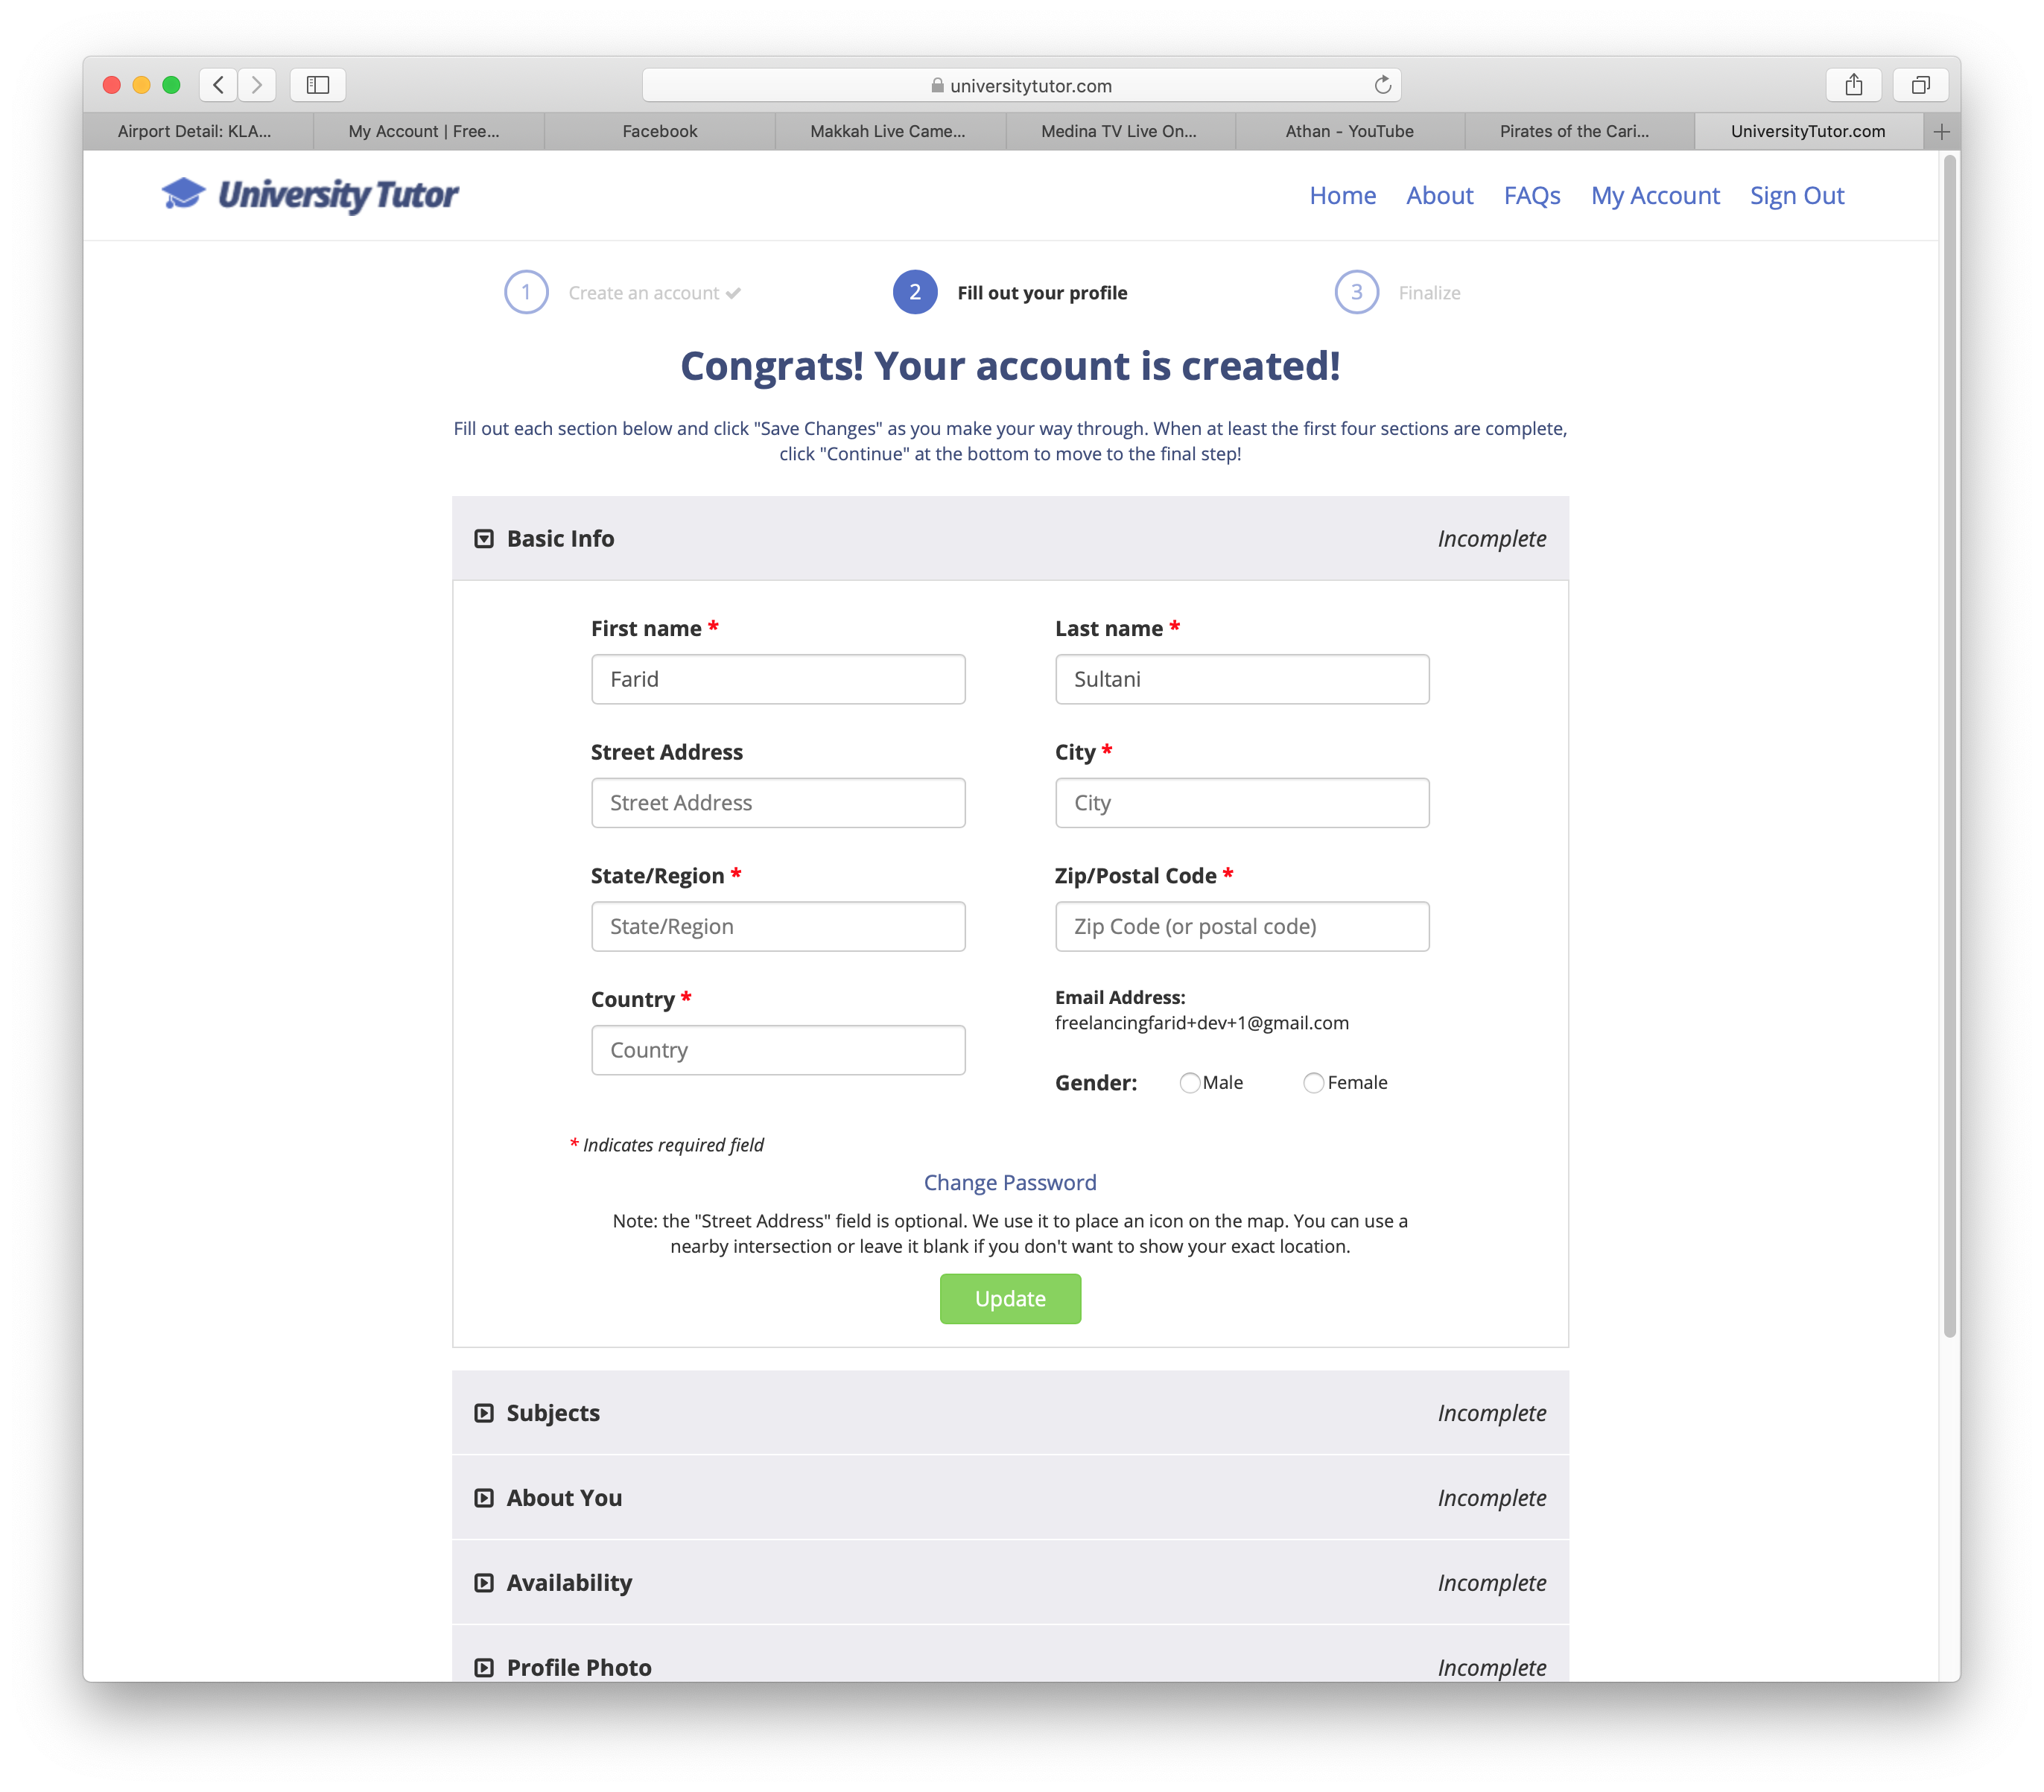 universitytutor.com
Airport Detail: KLA...
My Account | Free...
Facebook
Makkah Live Came...
Medina TV Live On...
Athan - YouTube
Pirates of the Cari...
UniversityTutor.com
University Tutor
Home
About
FAQs
My Account
Sign Out
1
Create an account
2
Fill out your profile
3
Finalize
Congrats! Your account is created!
Fill out each section below and click "Save Changes" as you make your way through. When at least the first four sections are complete,
click "Continue" at the bottom to move to the final step!
Basic Info
Incomplete
First name *
Last name *
Farid
Sultani
Street Address
City *
Street Address
City
State/Region *
Zip/Postal Code *
State/Region
Zip Code (or postal code)
Country *
Email Address:
freelancingfarid+dev+1@gmail.com
Country
Gender:
Male
Female
* Indicates required field
Change Password
Note: the "Street Address" field is optional. We use it to place an icon on the map. You can use a
nearby intersection or leave it blank if you don't want to show your exact location.
Update
Subjects
Incomplete
About You
Incomplete
Availability
Incomplete
Profile Photo
Incomplete